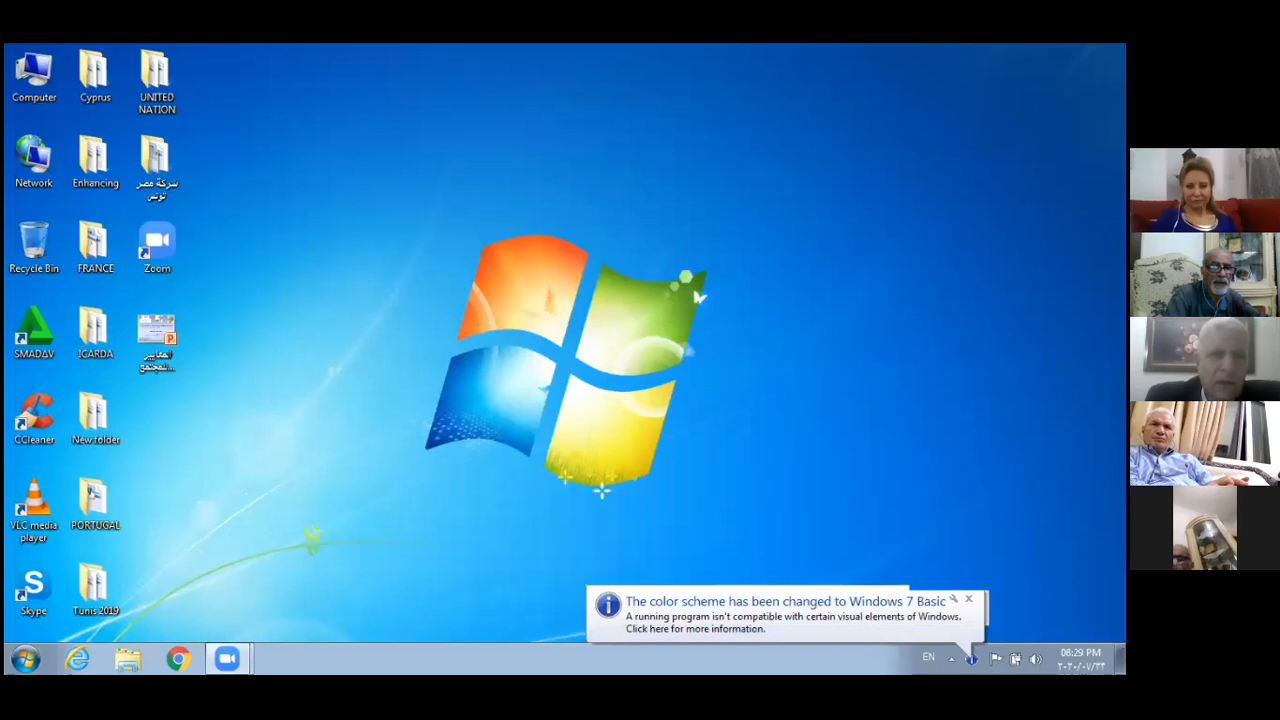 Computer
Cyprus
UNITED
NATION
Network
Enhancing
شركة مصر
تونس
Recycle Bin
FRANCE
Zoom
SMADAV
ICARDA
المعايير
للمجتمع...
CCleaner
New folder
VLC media
player
PORTUGAL
S
Skype
Tunis 2019
The color scheme has been changed to Windows 7 Basic
A running program isn't compatible with certain visual elements of Windows.
Click here for more information.
EN
08:29 PM